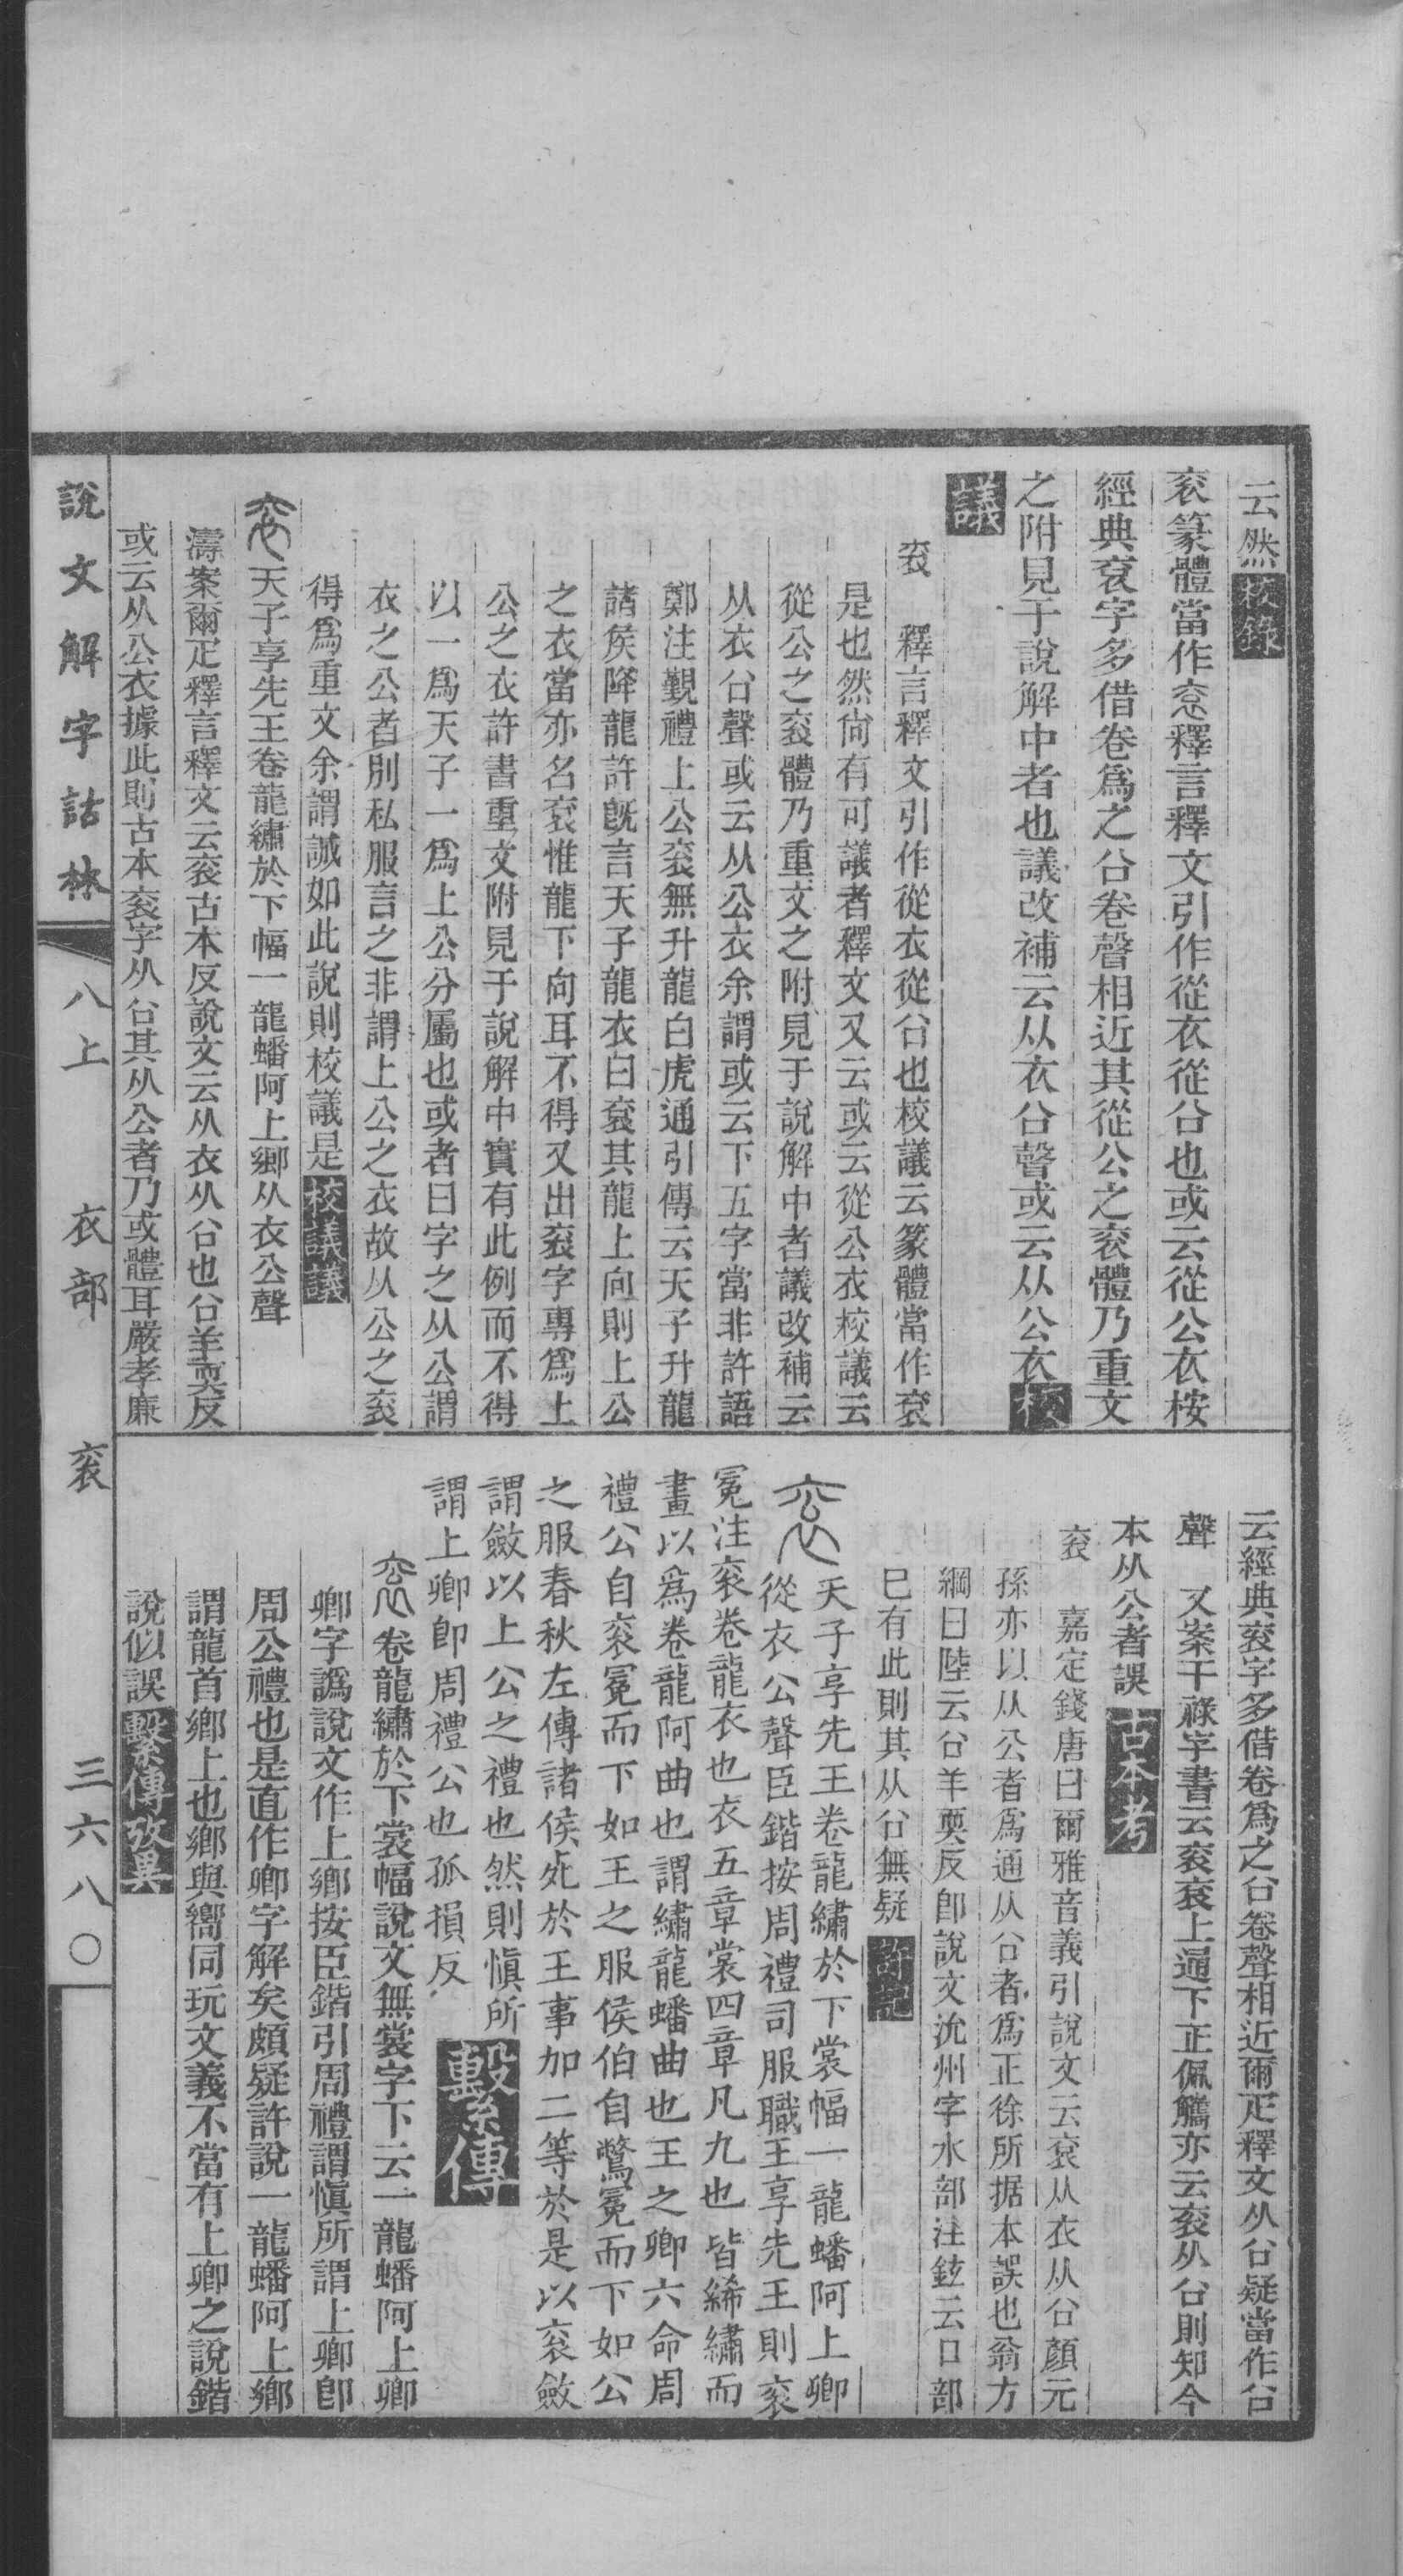 云然校錄
袞篆體當作𧘂釋言釋文引作從衣從㕣也或云從公衣桉
經典袞字多借卷爲之㕣卷聲相近其從公之衮體乃重文
之附見于說解中者也議改補云从衣㕣聲或云从公衣校
議
袞 釋言釋文引作從衣從㕣也校議云篆體當作袞
是也然尙有可議者釋文又云或云從公衣校議云
從公之衮體乃重文之附見于說解中者議改補云
从衣㕣聲或云从公衣余謂或云下五字當非許語
鄭注覲禮上公衮無升龍白虎通引傳云天子升龍
諸侯降龍許旣言天子龍衣曰袞其龍上向則上公
之衣當亦名袞惟龍下向耳不得又出衮字專爲上
公之衣許書重文附見于說解中實有此例而不得
以一爲天子一爲上公分屬也或者曰字之从公謂
衣之公者別私服言之非謂上公之衣故从公之衮
得爲重文余謂誠如此說則校議是校議議
天子享先王卷龍繡於下幅一龍蟠阿上鄉从衣公聲
濤案爾疋釋言釋文云衮古本反說文云从衣从㕣也㕣羊耎反
或云从公衣據此則古本衮字从㕣其从公者乃或體耳嚴孝廉
說文解字詁林
八上 衣部 衮 三六八〇
云經典袞字多借卷爲之㕣卷聲相近爾疋釋文从㕣疑當作㕣
聲 又案干祿字書云衮袞上通下正佩觿亦云衮从㕣則知今
本从公者誤古本考
袞 嘉定錢唐曰爾雅音義引說文云袞从衣从㕣顏元
孫亦以从公者爲通从㕣者爲正徐所据本誤也翁方
綱曰陸云㕣羊耎反卽說文沇州字水部注鉉云口部
已有此則其从㕣無疑訂記
天子享先王卷龍繡於下裳幅一龍蟠阿上卿
從衣公聲臣鍇按周禮司服職王享先王則衮
冕注衮卷龍衣也衣五章裳四章凡九也皆絺繡而
畫以爲卷龍阿曲也謂繡龍蟠曲也王之卿六命周
禮公自衮冕而下如王之服侯伯自鷩冕而下如公
之服春秋左傳諸侯死於王事加二等於是以衮斂
謂斂以上公之禮也然則愼所
謂上卿卽周禮公也孤損反 繫傳
卷龍繡於下裳幅說文無裳字下云一龍蟠阿上卿
卿字譌說文作上鄉按臣鍇引周禮謂愼所謂上卿卽
周公禮也是直作卿字解矣頗疑許說一龍蟠阿上鄉
謂龍首鄉上也鄉與嚮同玩文義不當有上卿之說鍇
說似誤繫傳攷異